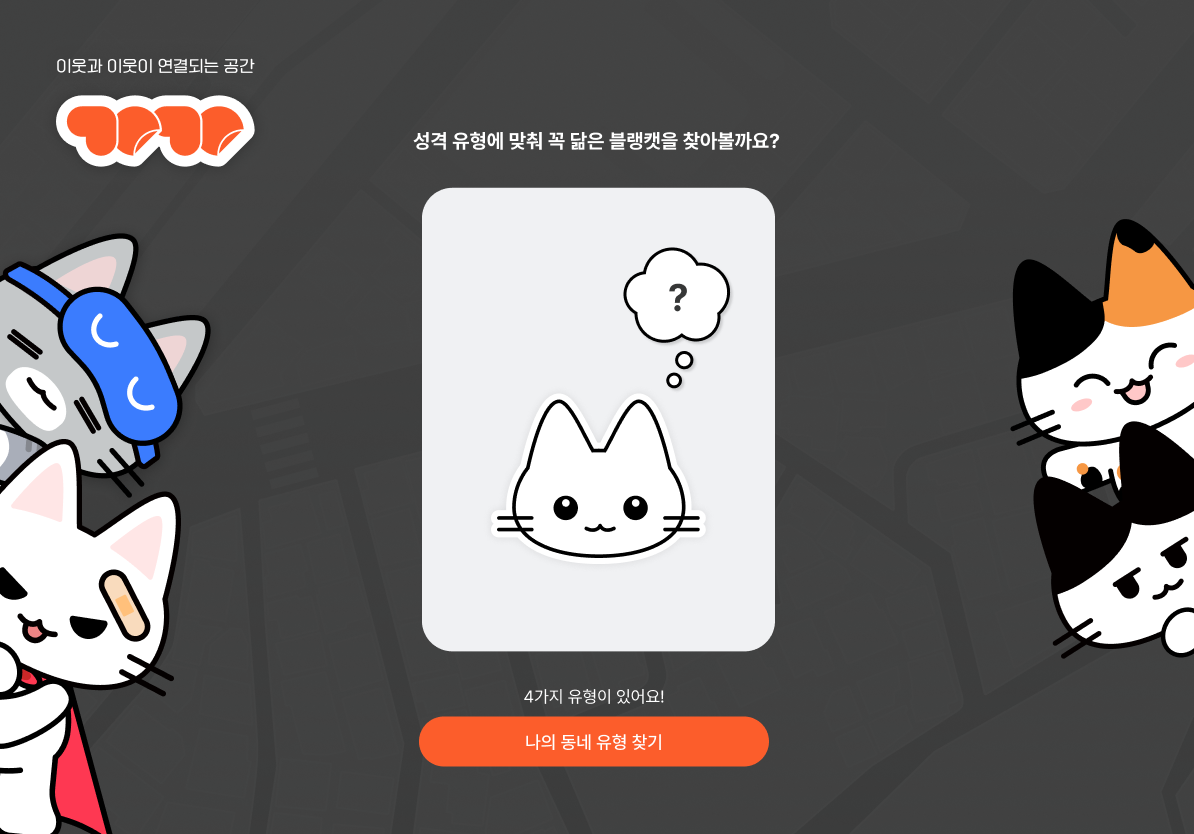 이웃과 이웃이 연결되는 공간
성격 유형에 맞춰 꼭 닮은 블랭캣을 찾아볼까요?
?
4가지 유형이 있어요!
나의 동네 유형 찾기